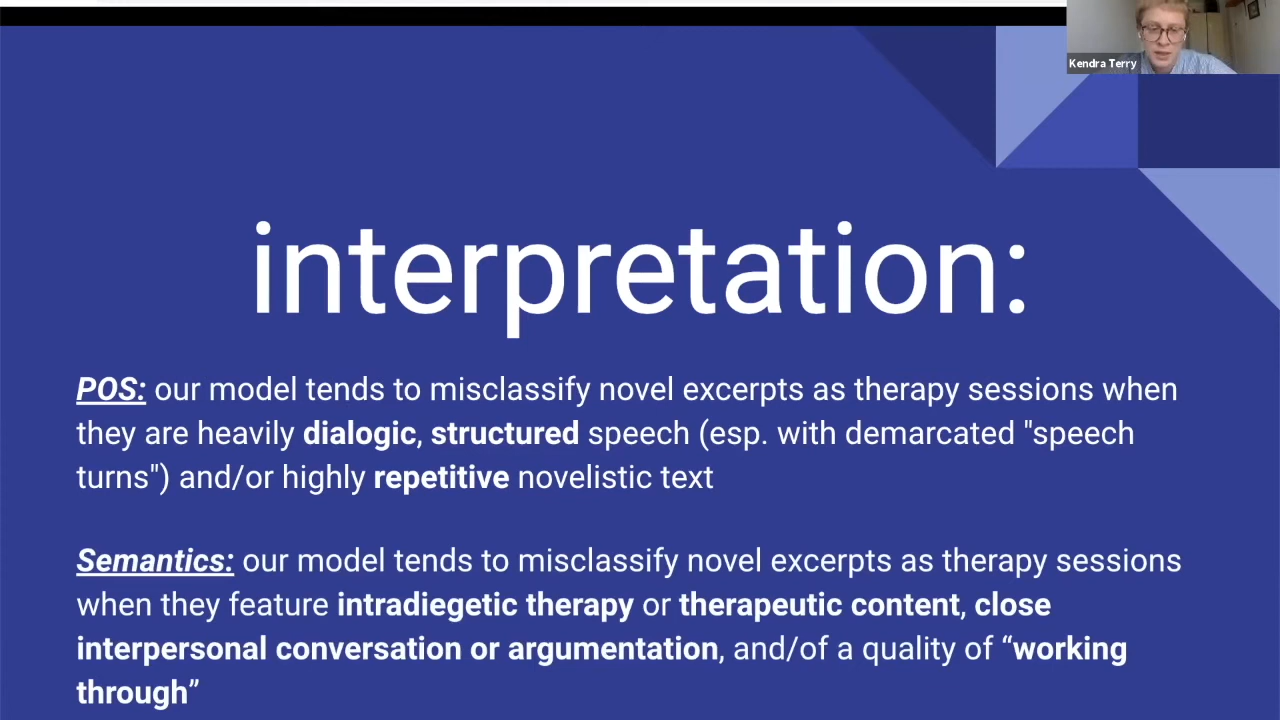 Kendra Terry
interpretation:
POS: our model tends to misclassify novel excerpts as therapy sessions when
they are heavily dialogic, structured speech (esp. with demarcated "speech
turns") and/or highly repetitive novelistic text
Semantics: our model tends to misclassify novel excerpts as therapy sessions
when they feature intradiegetic therapy or therapeutic content, close
interpersonal conversation or argumentation, and/of a quality of “working
through”